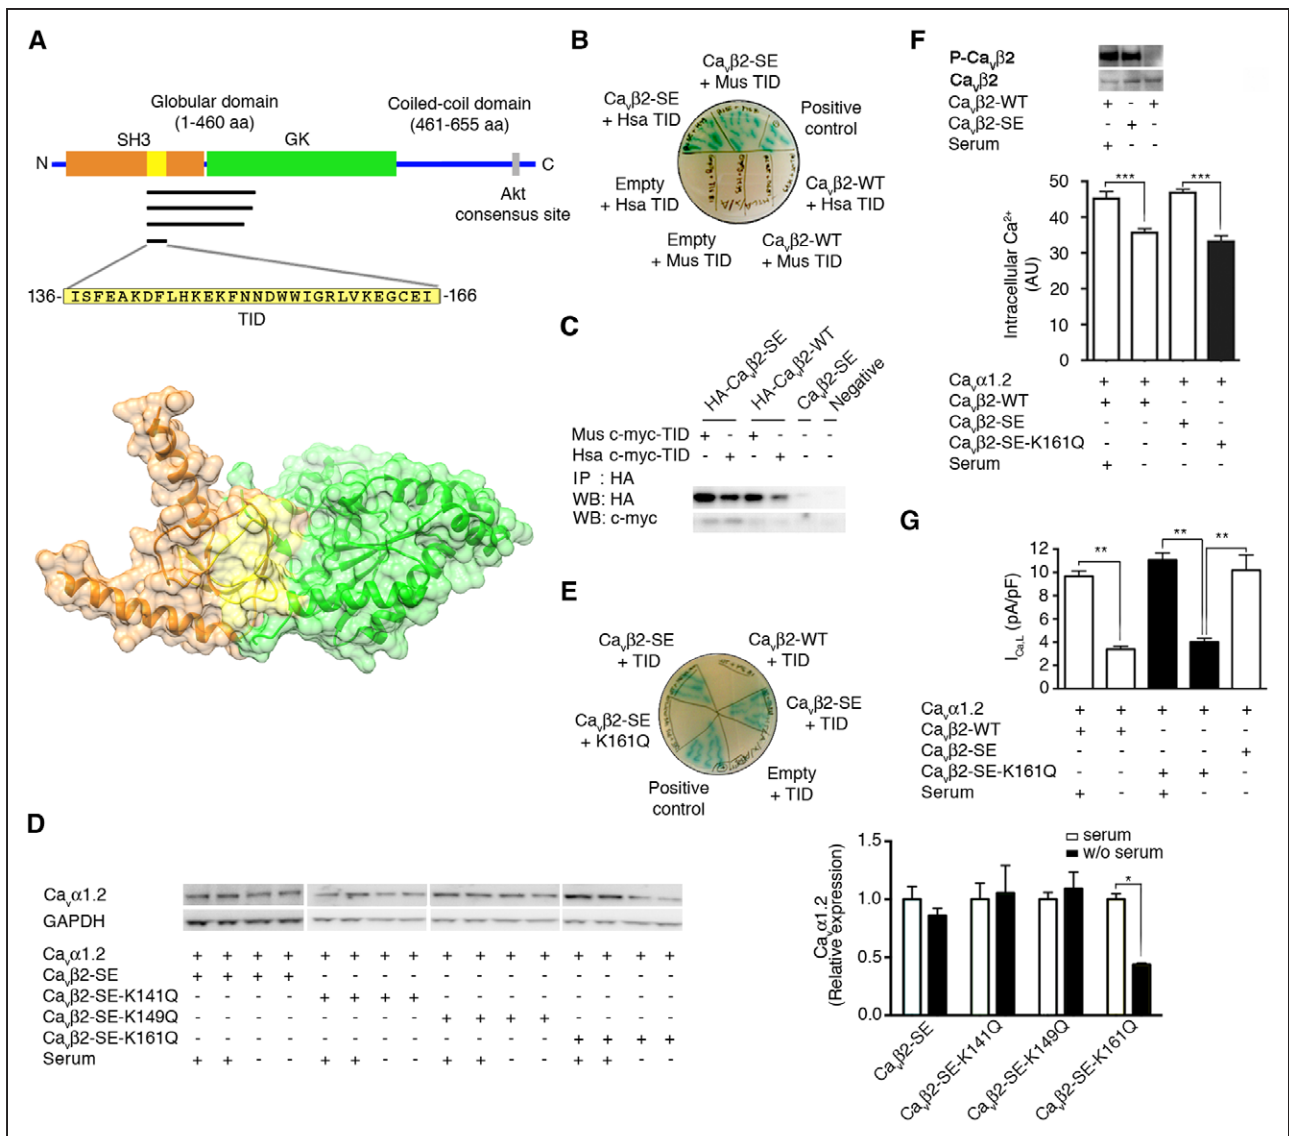 A
Globular domain
(1-460 aa)
Coiled-coil domain
(461-655 aa)
SH3
GK
N
C
Akt
consensus site
136-
ISFEAKDFLHKEKFNNDWWIGRLVKEGCEI
-166
TID
B
Caᵥβ2-SE
+ Mus TID
Caᵥβ2-SE
+ Hsa TID
Positive
control
Empty
+ Hsa TID
Caᵥβ2-WT
+ Hsa TID
Empty
+ Mus TID
Caᵥβ2-WT
+ Mus TID
C
HA-Caᵥβ2-SE
HA-Caᵥβ2-WT
Caᵥβ2-SE
Negative
Mus c-myc-TID + - + - - -
Hsa c-myc-TID - + - + - -
IP : HA
WB: HA
WB: c-myc
E
Caᵥβ2-SE
+ TID
Caᵥβ2-WT
+ TID
Caᵥβ2-SE
+ K161Q
Caᵥβ2-SE
+ TID
Positive
control
Empty
+ TID
D
Caᵥα1.2
GAPDH
Caᵥα1.2 + + + + + + + + + + + + + + + +
Caᵥβ2-SE + + + + - - - - - - - - - - - -
Caᵥβ2-SE-K141Q - - - - + + + + - - - - - - - -
Caᵥβ2-SE-K149Q - - - - - - - - + + + + - - - -
Caᵥβ2-SE-K161Q - - - - - - - - - - - - + + + +
Serum + + - - + + - - + + - - + + - -
Caᵥα1.2
(Relative expression)
1.5
1.0
0.5
0.0
serum
w/o serum
*
Caᵥβ2-SE
Caᵥβ2-SE-K141Q
Caᵥβ2-SE-K149Q
Caᵥβ2-SE-K161Q
F
P-Caᵥβ2
Caᵥβ2
Caᵥβ2-WT + - +
Caᵥβ2-SE - + -
Serum + - -
Intracellular Ca²⁺
(AU)
50
40
30
20
10
0
***
***
Caᵥα1.2 + + + +
Caᵥβ2-WT + + - -
Caᵥβ2-SE - - + -
Caᵥβ2-SE-K161Q - - - +
Serum + - - -
G
I Ca,L (pA/pF)
12
10
8
6
4
2
0
**
**
**
Caᵥα1.2 + + + + +
Caᵥβ2-WT + + - - -
Caᵥβ2-SE - - - - +
Caᵥβ2-SE-K161Q - - + + -
Serum + - + - -